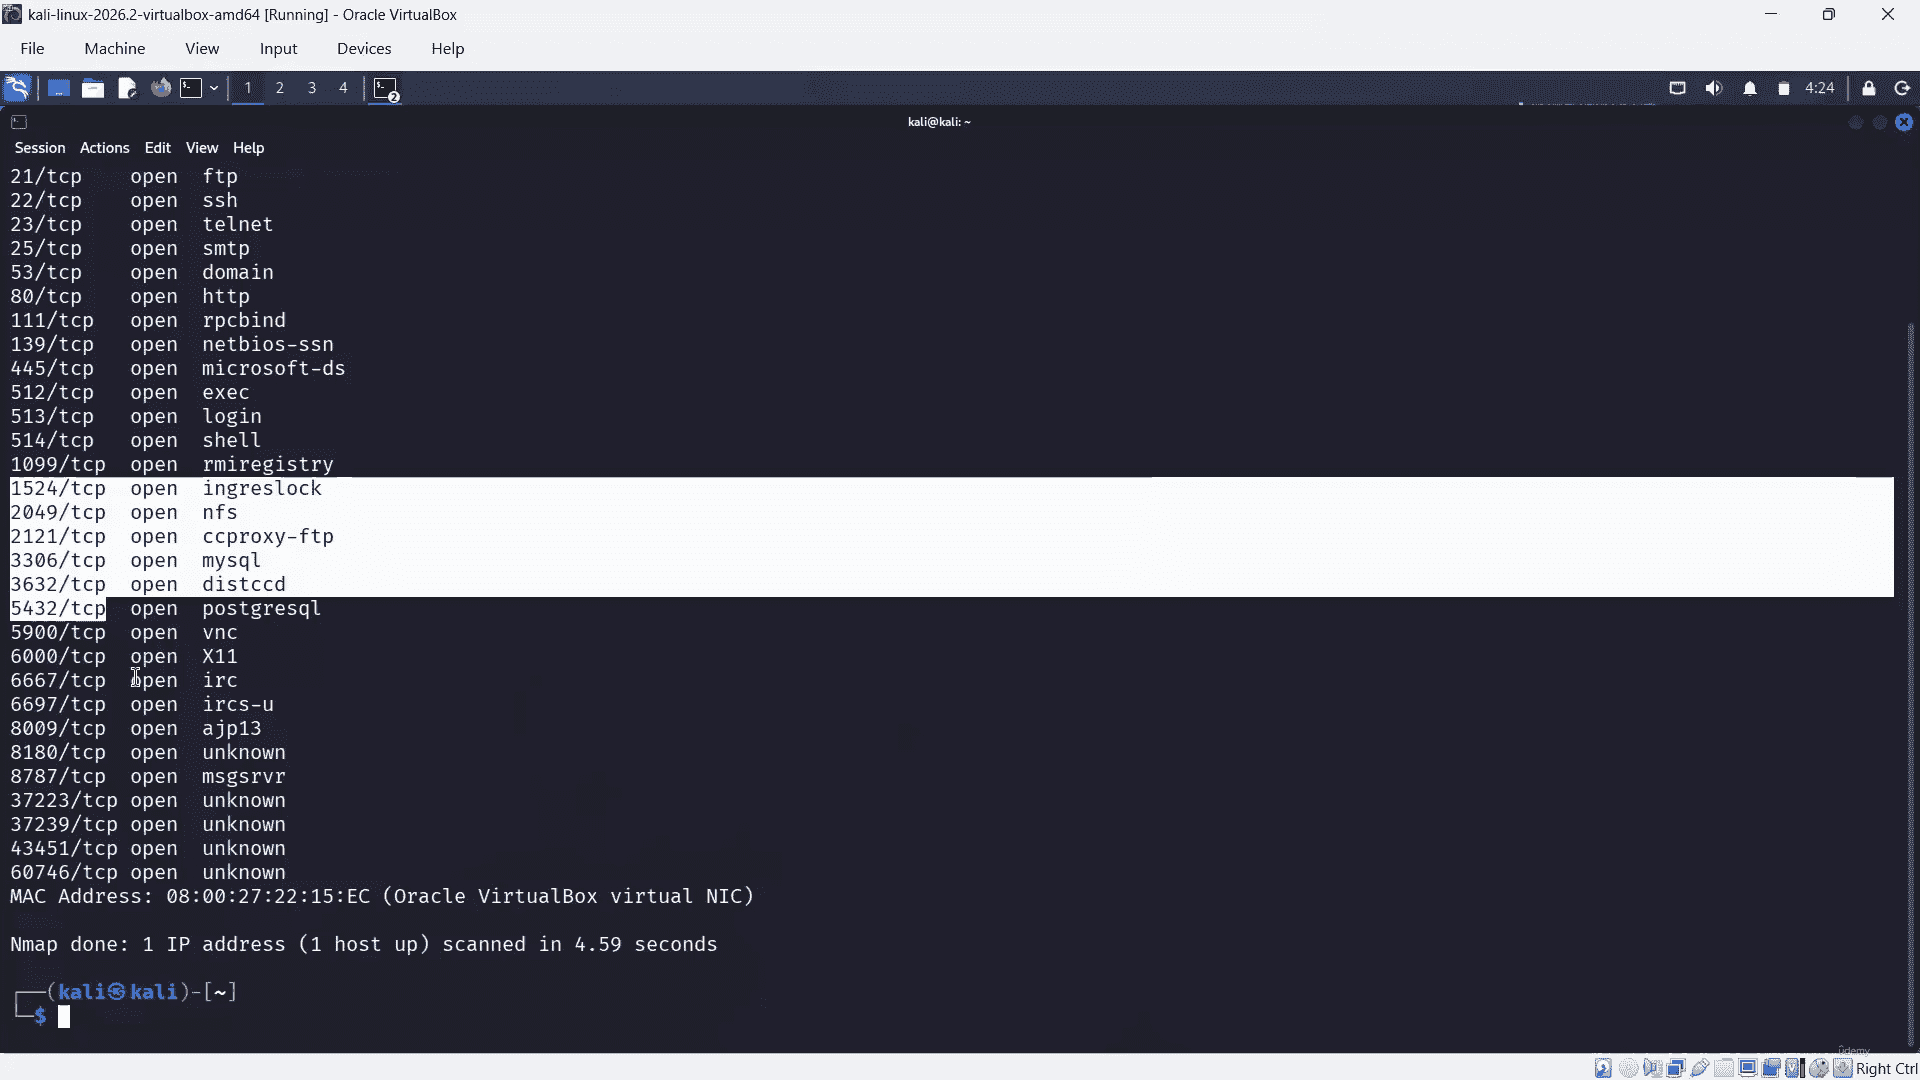 kali-linux-2026.2-virtualbox-amd64 [Running] - Oracle VirtualBox
File Machine View Input Devices Help
1 2 3 4 2 4:24
kali@kali: ~
Session Actions Edit View Help
21/tcp open ftp
22/tcp open ssh
23/tcp open telnet
25/tcp open smtp
53/tcp open domain
80/tcp open http
111/tcp open rpcbind
139/tcp open netbios-ssn
445/tcp open microsoft-ds
512/tcp open exec
513/tcp open login
514/tcp open shell
1099/tcp open rmiregistry
1524/tcp open ingreslock
2049/tcp open nfs
2121/tcp open ccproxy-ftp
3306/tcp open mysql
3632/tcp open distccd
5432/tcp open postgresql
5900/tcp open vnc
6000/tcp open X11
6667/tcp open irc
6697/tcp open ircs-u
8009/tcp open ajp13
8180/tcp open unknown
8787/tcp open msgsrvr
37223/tcp open unknown
37239/tcp open unknown
43451/tcp open unknown
60746/tcp open unknown
MAC Address: 08:00:27:22:15:EC (Oracle VirtualBox virtual NIC)
Nmap done: 1 IP address (1 host up) scanned in 4.59 seconds
┌──(kali㉿kali)-[~]
└─$
udemy
Right Ctrl